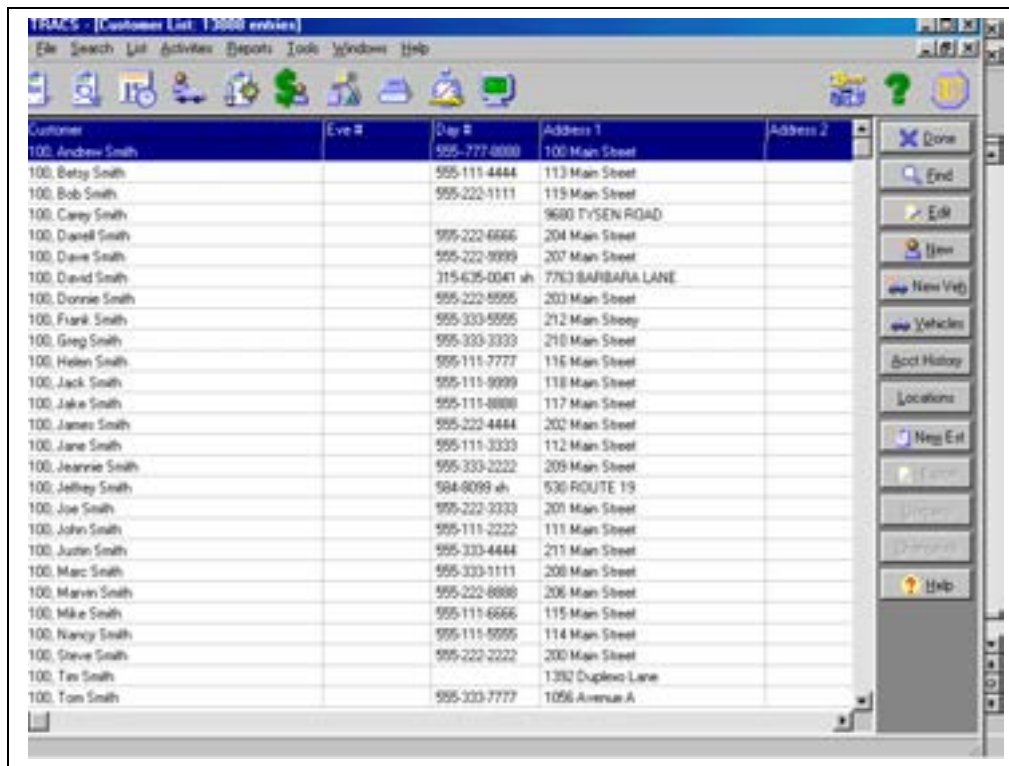 TRACS - [Customer List: 13888 entries]
File Search List Activities Reports Tools Windows Help
Customer Eve # Day # Address 1 Address 2
100, Andrew Smith 555-777-8888 100 Main Street
100, Betsy Smith 555-111-4444 113 Main Street
100, Bob Smith 555-222-1111 119 Main Street
100, Carey Smith 9680 TYSEN ROAD
100, Darrell Smith 555-222-6666 204 Main Street
100, Dave Smith 555-222-9999 207 Main Street
100, David Smith 315-635-0041 xh 7763 BARBARA LANE
100, Donnie Smith 555-222-5555 203 Main Street
100, Frank Smith 555-333-5555 212 Main Streey
100, Greg Smith 555-333-3333 210 Main Street
100, Helen Smith 555-111-7777 116 Main Street
100, Jack Smith 555-111-9999 118 Main Street
100, Jake Smith 555-111-8888 117 Main Street
100, James Smith 555-222-4444 202 Main Street
100, Jane Smith 555-111-3333 112 Main Street
100, Jeannie Smith 555-333-2222 209 Main Street
100, Jeffrey Smith 584-8099 xh 530 ROUTE 19
100, Joe Smith 555-222-3333 201 Main Street
100, John Smith 555-111-2222 111 Main Street
100, Justin Smith 555-333-4444 211 Main Street
100, Marc Smith 555-333-1111 208 Main Street
100, Marvin Smith 555-222-8888 206 Main Street
100, Mike Smith 555-111-6666 115 Main Street
100, Nancy Smith 555-111-5555 114 Main Street
100, Steve Smith 555-222-2222 200 Main Street
100, Tim Smith 1392 Duplexo Lane
100, Tom Smith 555-333-7777 1056 Avenue A
Done
Find
Edit
New
New Veh
Vehicles
Acct History
Locations
New Est
Help